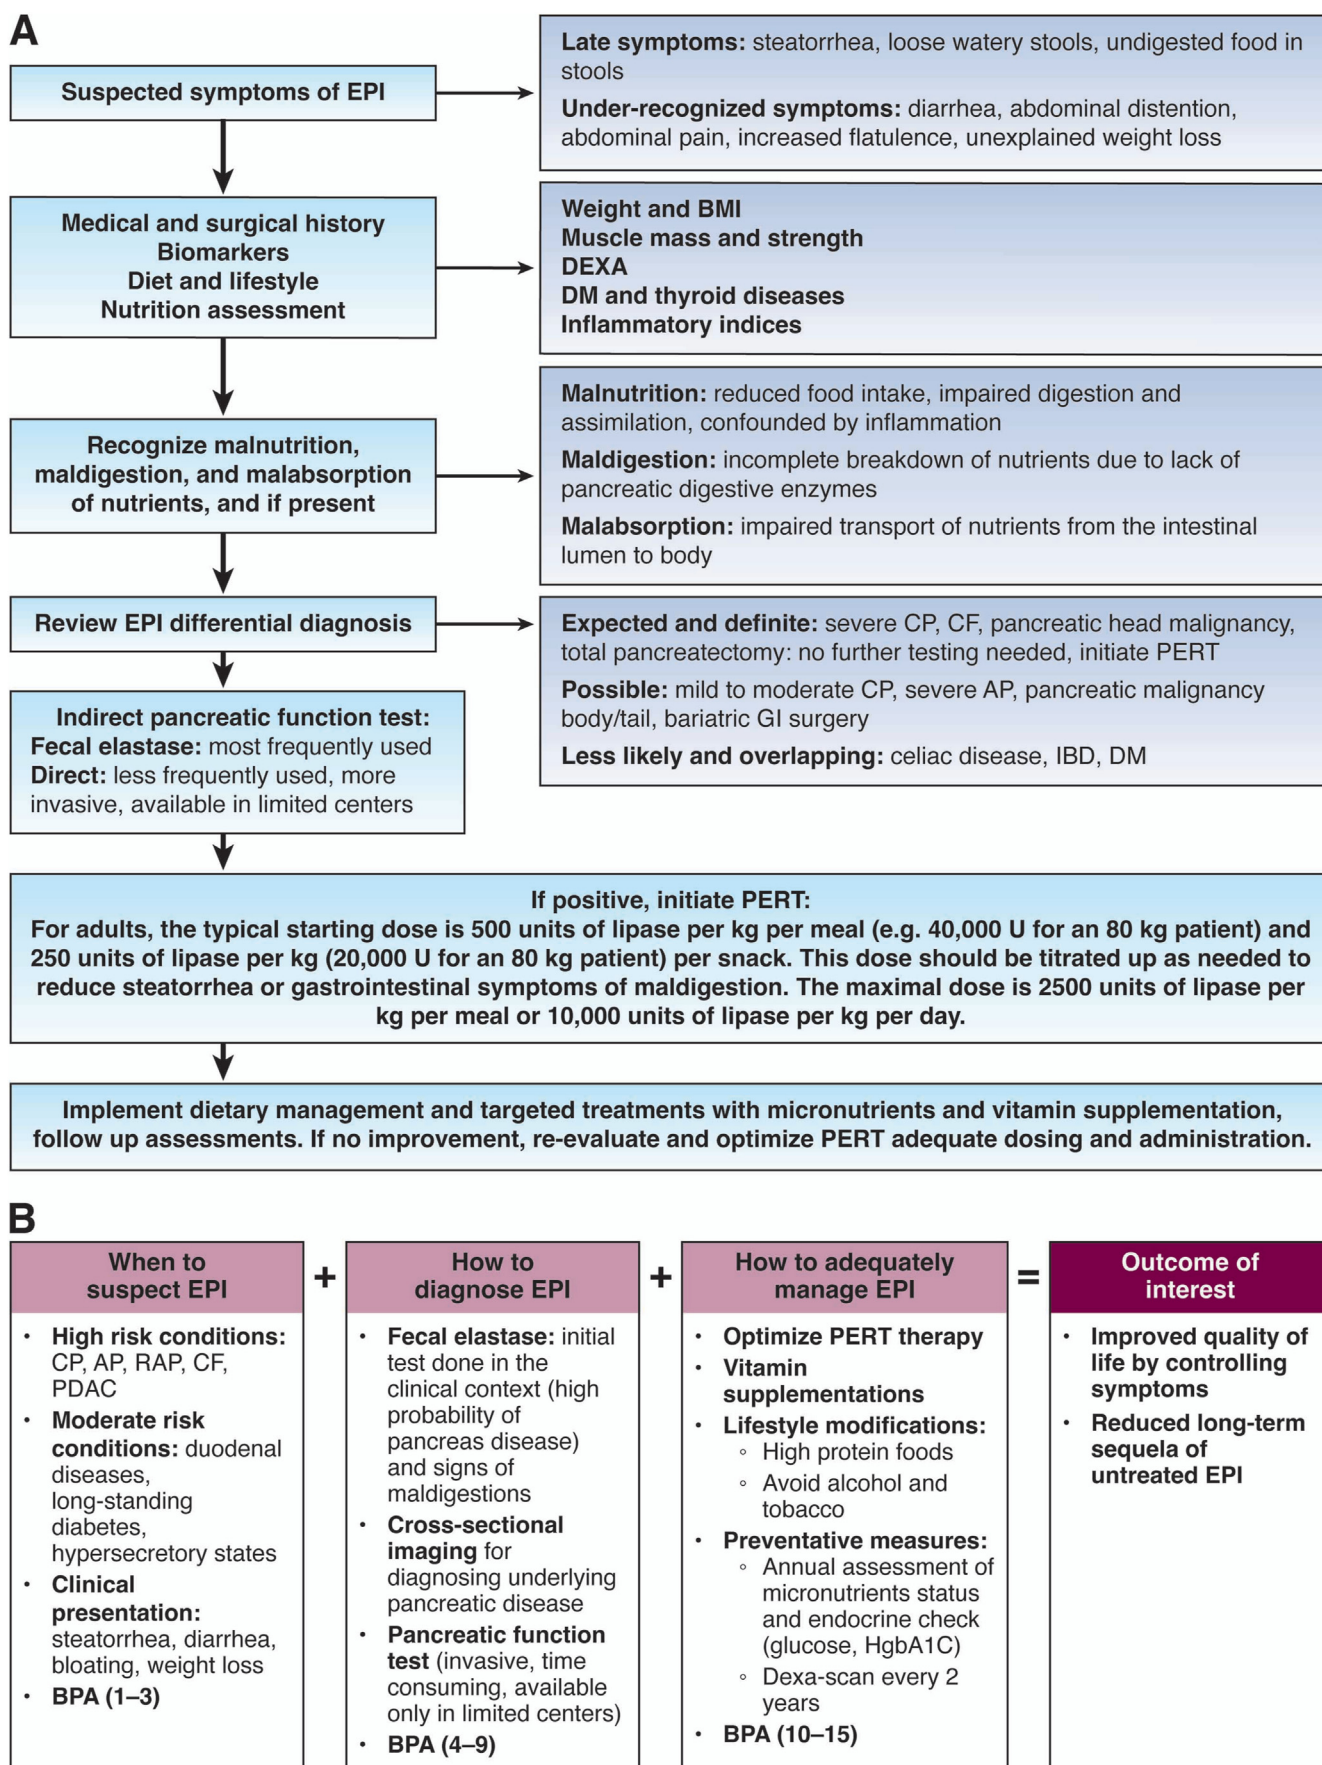 A
Suspected symptoms of EPI
Late symptoms: steatorrhea, loose watery stools, undigested food in
stools
Under-recognized symptoms: diarrhea, abdominal distention,
abdominal pain, increased flatulence, unexplained weight loss
Medical and surgical history
Biomarkers
Diet and lifestyle
Nutrition assessment
Weight and BMI
Muscle mass and strength
DEXA
DM and thyroid diseases
Inflammatory indices
Recognize malnutrition,
maldigestion, and malabsorption
of nutrients, and if present
Malnutrition: reduced food intake, impaired digestion and
assimilation, confounded by inflammation
Maldigestion: incomplete breakdown of nutrients due to lack of
pancreatic digestive enzymes
Malabsorption: impaired transport of nutrients from the intestinal
lumen to body
Review EPI differential diagnosis
Expected and definite: severe CP, CF, pancreatic head malignancy,
total pancreatectomy: no further testing needed, initiate PERT
Possible: mild to moderate CP, severe AP, pancreatic malignancy
body/tail, bariatric GI surgery
Less likely and overlapping: celiac disease, IBD, DM
Indirect pancreatic function test:
Fecal elastase: most frequently used
Direct: less frequently used, more
invasive, available in limited centers
If positive, initiate PERT:
For adults, the typical starting dose is 500 units of lipase per kg per meal (e.g. 40,000 U for an 80 kg patient) and
250 units of lipase per kg (20,000 U for an 80 kg patient) per snack. This dose should be titrated up as needed to
reduce steatorrhea or gastrointestinal symptoms of maldigestion. The maximal dose is 2500 units of lipase per
kg per meal or 10,000 units of lipase per kg per day.
Implement dietary management and targeted treatments with micronutrients and vitamin supplementation,
follow up assessments. If no improvement, re-evaluate and optimize PERT adequate dosing and administration.
B
When to
suspect EPI
• High risk conditions:
CP, AP, RAP, CF,
PDAC
• Moderate risk
conditions: duodenal
diseases,
long-standing
diabetes,
hypersecretory states
• Clinical
presentation:
steatorrhea, diarrhea,
bloating, weight loss
• BPA (1–3)
+
How to
diagnose EPI
• Fecal elastase: initial
test done in the
clinical context (high
probability of
pancreas disease)
and signs of
maldigestions
• Cross-sectional
imaging for
diagnosing underlying
pancreatic disease
• Pancreatic function
test (invasive, time
consuming, available
only in limited centers)
• BPA (4–9)
+
How to adequately
manage EPI
• Optimize PERT therapy
• Vitamin
supplementations
• Lifestyle modifications:
◦ High protein foods
◦ Avoid alcohol and
tobacco
• Preventative measures:
◦ Annual assessment of
micronutrients status
and endocrine check
(glucose, HgbA1C)
◦ Dexa-scan every 2
years
• BPA (10–15)
=
Outcome of
interest
• Improved quality of
life by controlling
symptoms
• Reduced long-term
sequela of
untreated EPI